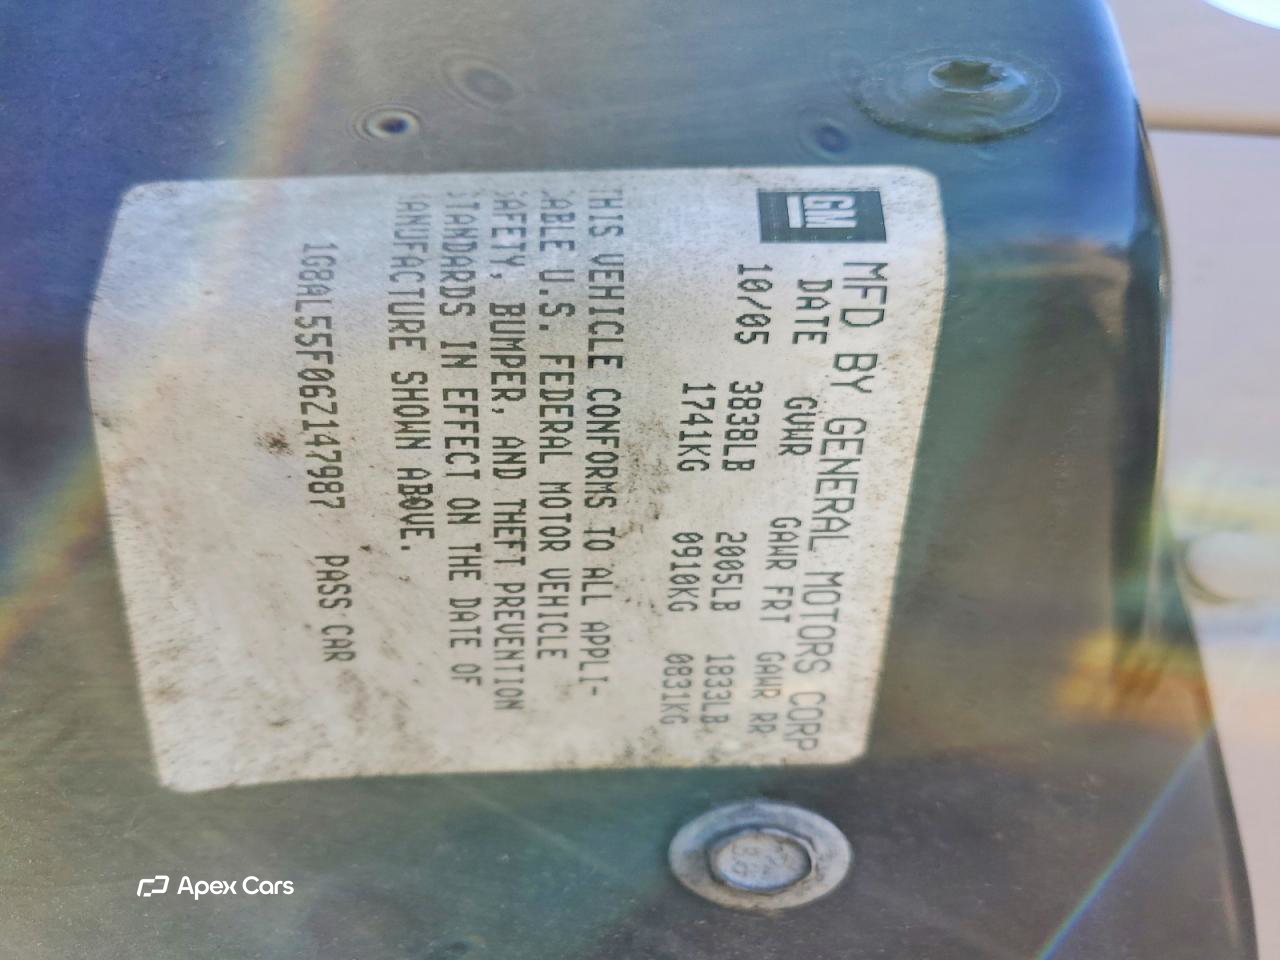 GM
MFD BY GENERAL MOTORS CORP
DATE GVWR GAWR FRT GAWR RR
10/05 3838LB 2005LB 1833LB
1741KG 0910KG 0831KG
THIS VEHICLE CONFORMS TO ALL APPLI-
ABLE U.S. FEDERAL MOTOR VEHICLE
SAFETY, BUMPER, AND THEFT PREVENTION
STANDARDS IN EFFECT ON THE DATE OF
ANUFACTURE SHOWN ABOVE.
1G8AL55F06Z147987 PASS CAR
Apex Cars